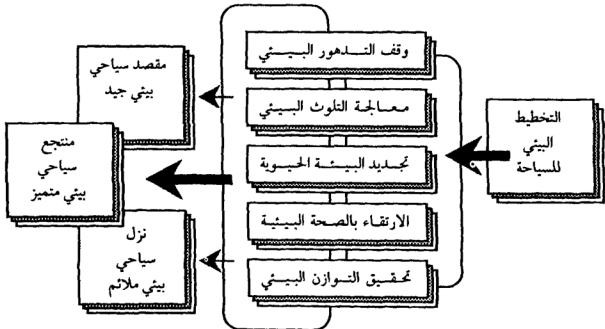 التخطيط
البيئي
للسياحة
وقف التدهور البيئي
معالجة التلوث البيئي
تجديد البيئة الحيوية
الارتقاء بالصحة البيئية
تحقيق التوازن البيئي
مقصد سياحي
بيئي جيد
منتجع
سياحي
بيئي متميز
نزل
سياحي
بيئي ملائم